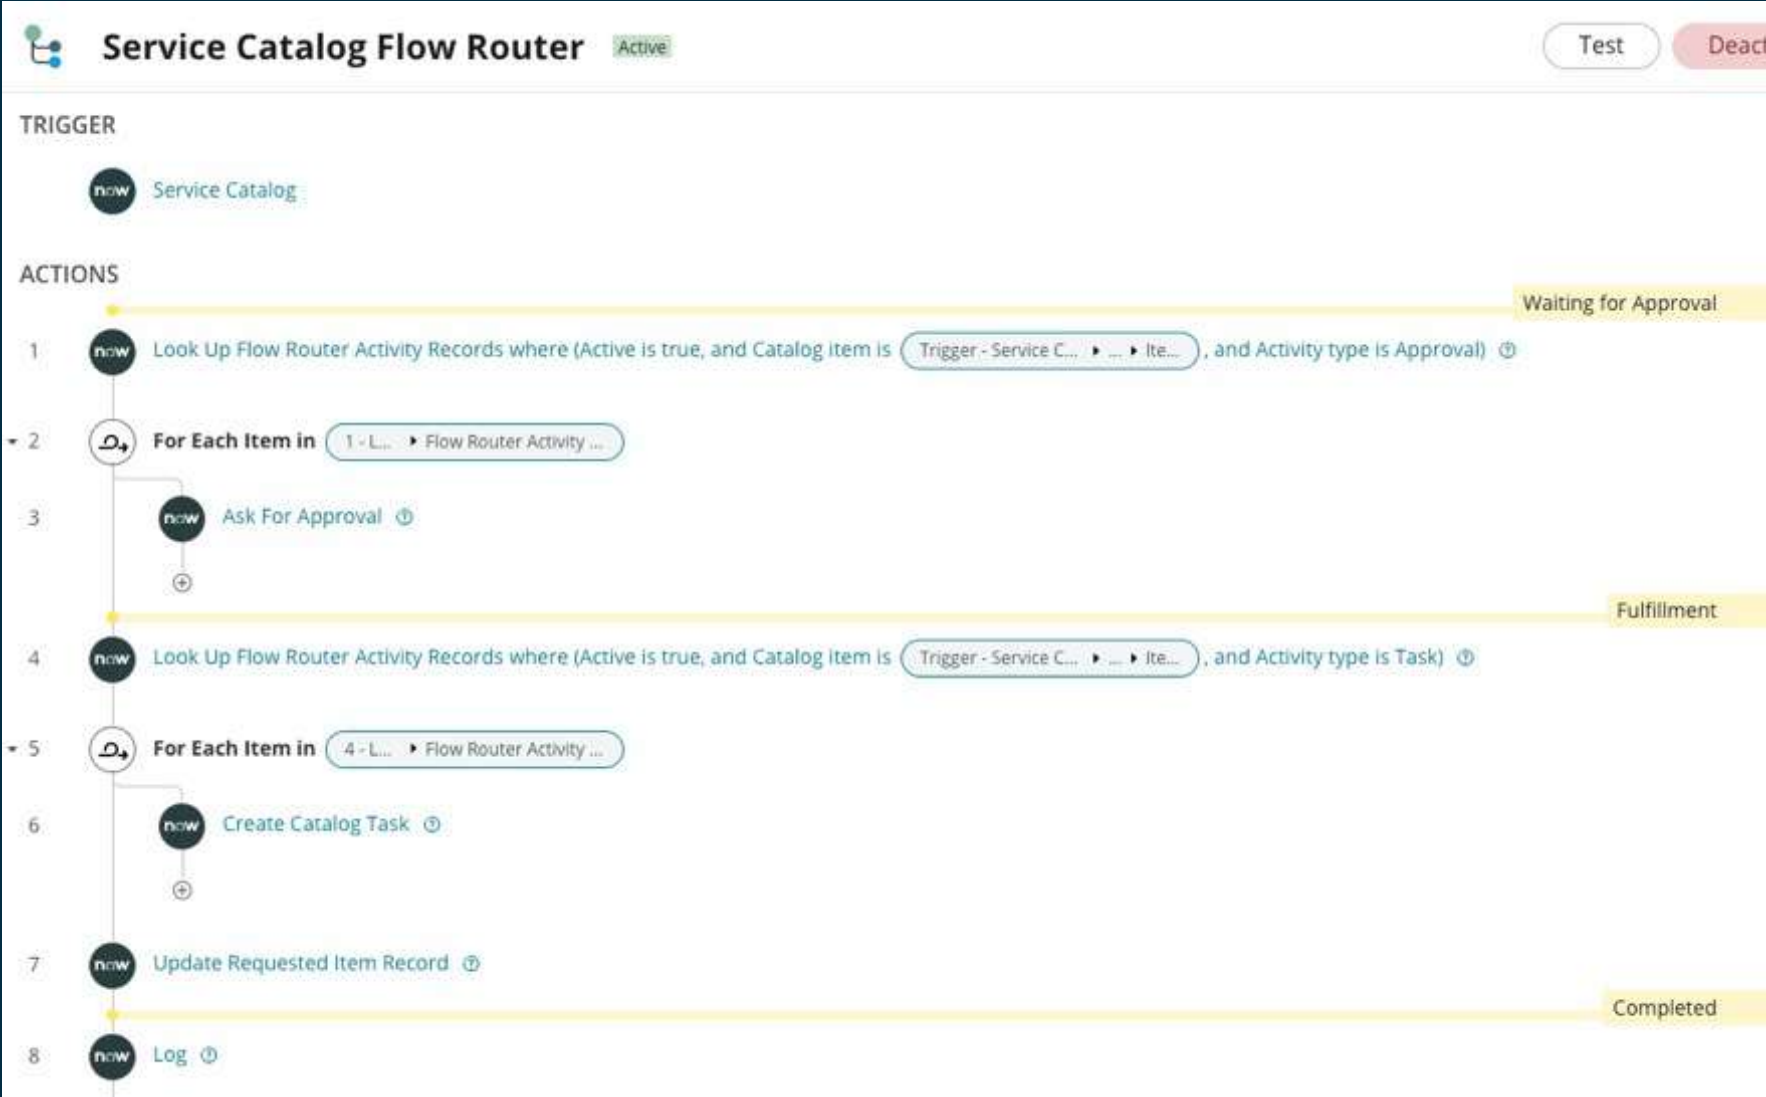 Service Catalog Flow Router Active Test Deact
TRIGGER
now Service Catalog
ACTIONS
Waiting for Approval
1 now Look Up Flow Router Activity Records where (Active is true, and Catalog item is Trigger - Service C... ... Ite... , and Activity type is Approval)
2 For Each Item in 1 - L... Flow Router Activity ...
3 now Ask For Approval
Fulfillment
4 now Look Up Flow Router Activity Records where (Active is true, and Catalog item is Trigger - Service C... ... Ite... , and Activity type is Task)
5 For Each Item in 4 - L... Flow Router Activity ...
6 now Create Catalog Task
7 now Update Requested Item Record
Completed
8 now Log